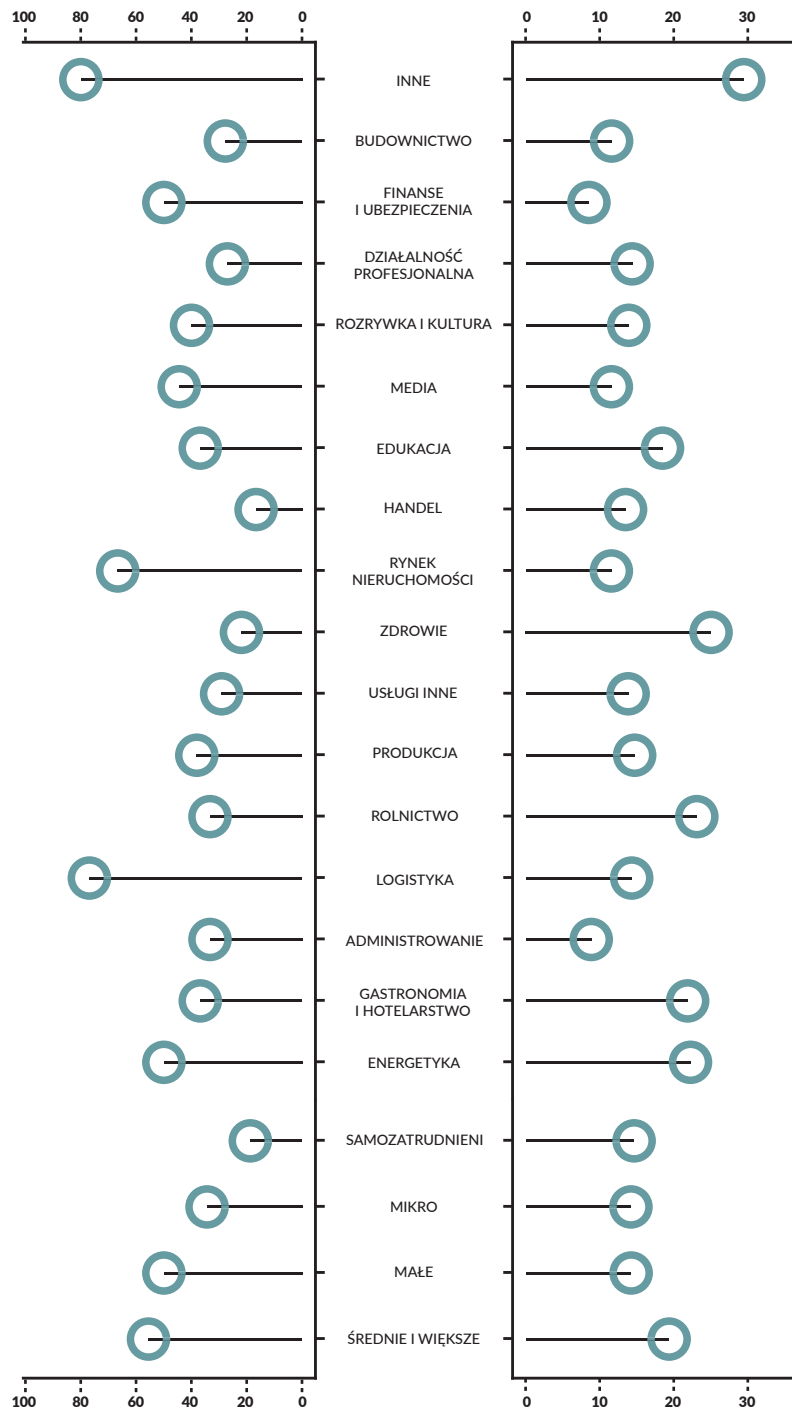 100 80 60 40 20 0 0 10 20 30
INNE
BUDOWNICTWO
FINANSE
I UBEZPIECZENIA
DZIAŁALNOŚĆ
PROFESJONALNA
ROZRYWKA I KULTURA
MEDIA
EDUKACJA
HANDEL
RYNEK
NIERUCHOMOŚCI
ZDROWIE
USŁUGI INNE
PRODUKCJA
ROLNICTWO
LOGISTYKA
ADMINISTROWANIE
GASTRONOMIA
I HOTELARSTWO
ENERGETYKA
SAMOZATRUDNIENI
MIKRO
MAŁE
ŚREDNIE I WIĘKSZE
100 80 60 40 20 0 0 10 20 30